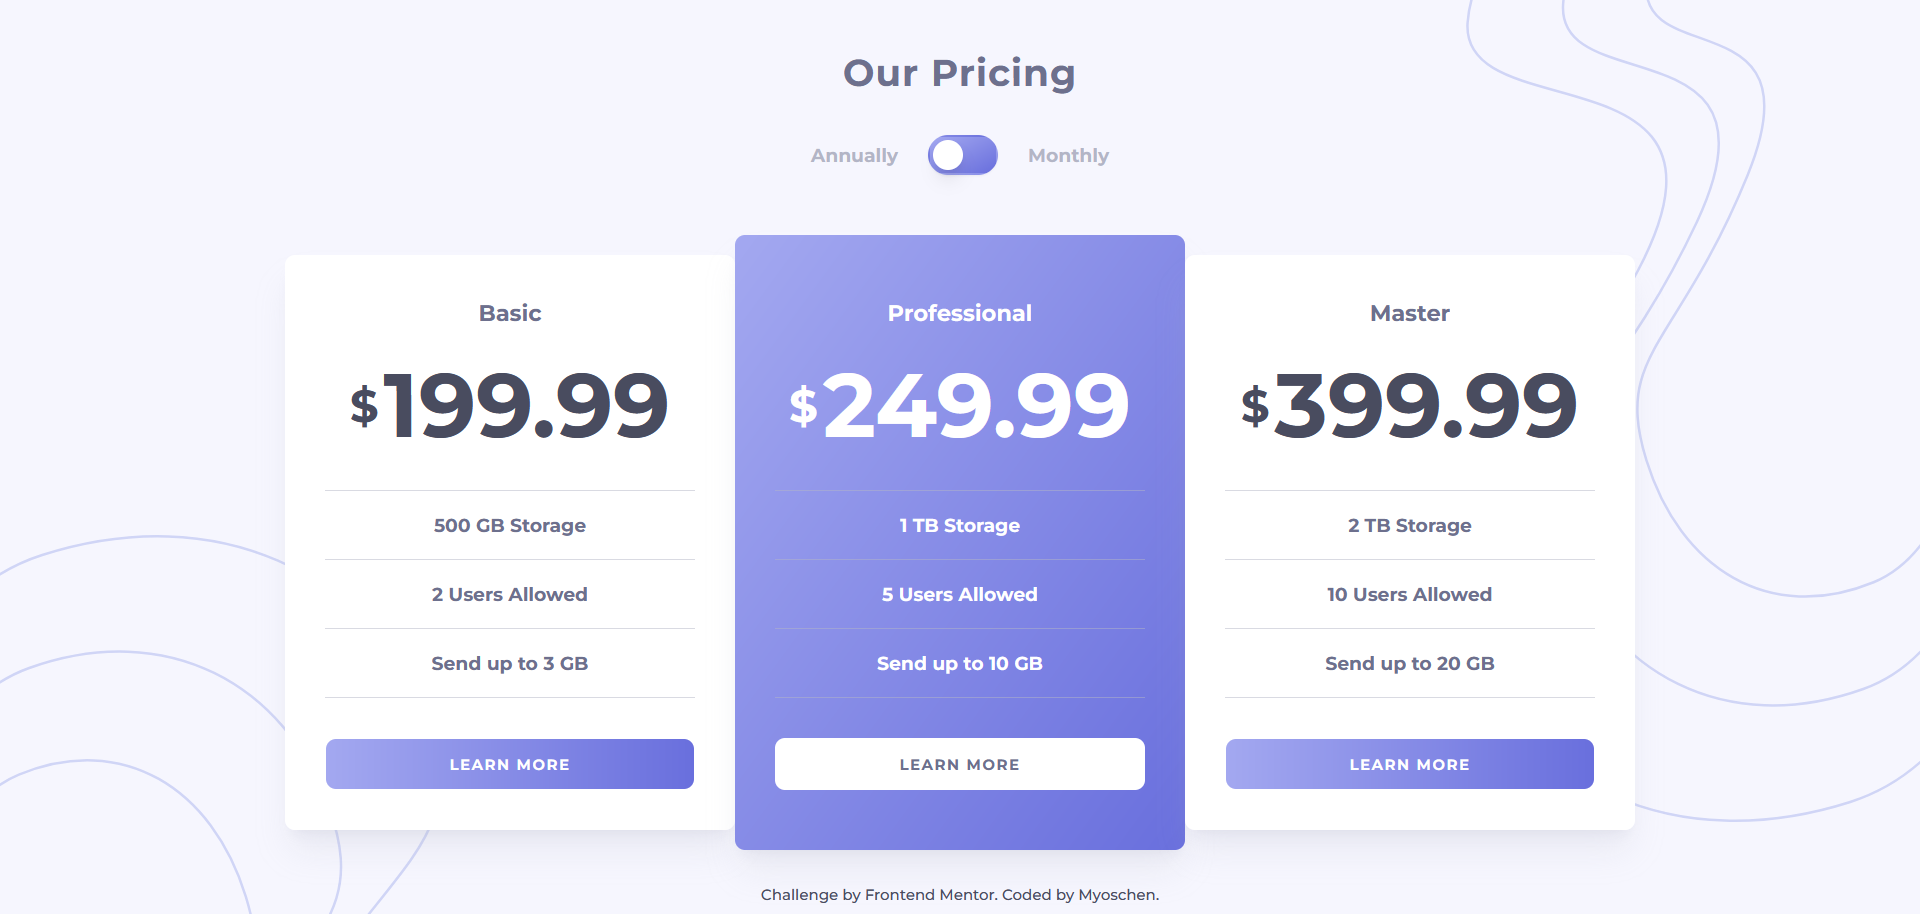 Our Pricing
Annually Monthly
Basic
$199.99
500 GB Storage
2 Users Allowed
Send up to 3 GB
LEARN MORE
Professional
$249.99
1 TB Storage
5 Users Allowed
Send up to 10 GB
LEARN MORE
Master
$399.99
2 TB Storage
10 Users Allowed
Send up to 20 GB
LEARN MORE
Challenge by Frontend Mentor. Coded by Myoschen.